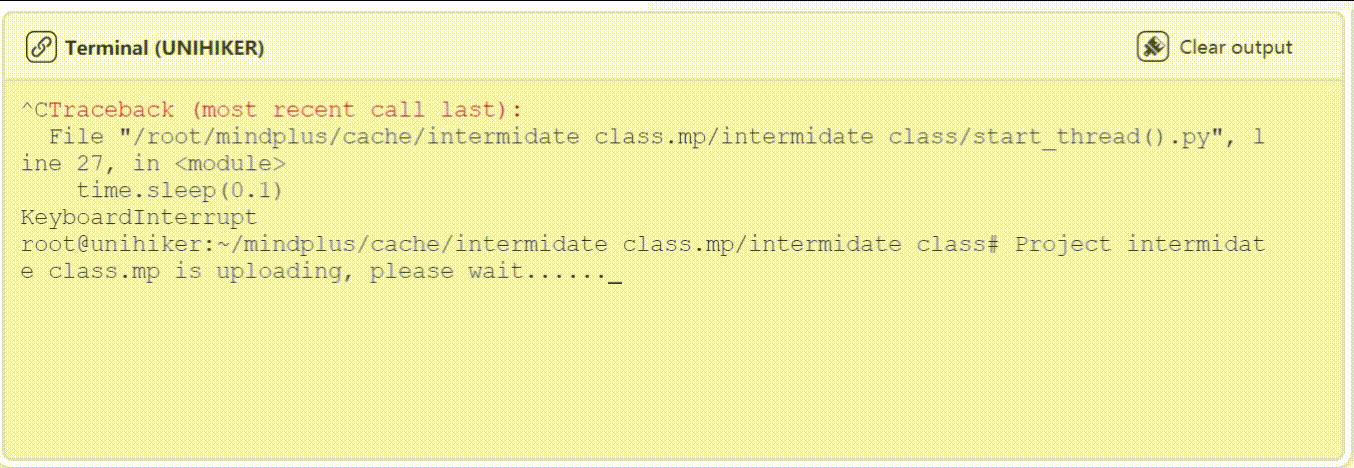 Terminal (UNIHIKER)
Clear output
^CTraceback (most recent call last):
  File "/root/mindplus/cache/intermidate class.mp/intermidate class/start_thread().py", l
ine 27, in <module>
    time.sleep(0.1)
KeyboardInterrupt
root@unihiker:~/mindplus/cache/intermidate class.mp/intermidate class# Project intermidat
e class.mp is uploading, please wait......_